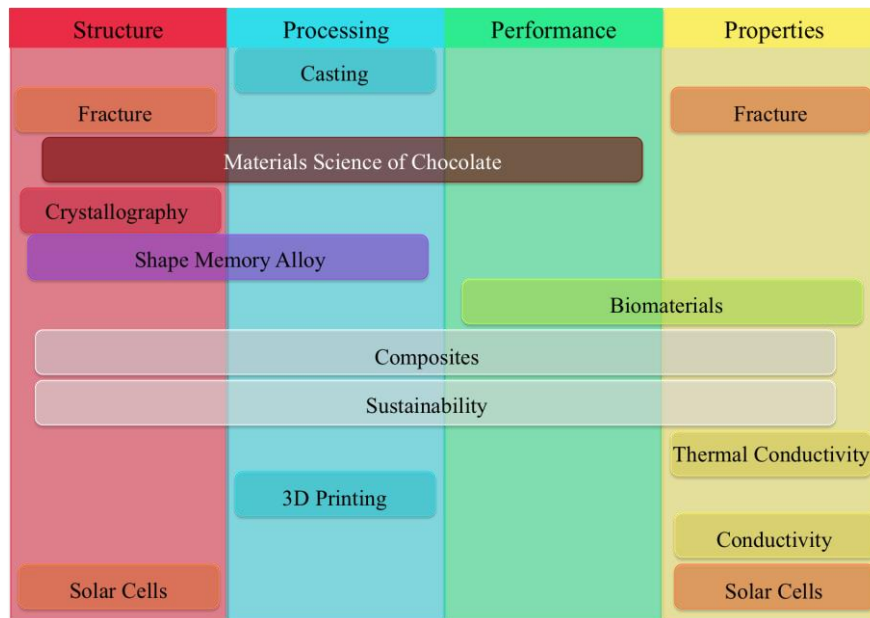 Structure Processing Performance Properties
Casting
Fracture Fracture
Materials Science of Chocolate
Crystallography
Shape Memory Alloy
Biomaterials
Composites
Sustainability
Thermal Conductivity
3D Printing
Conductivity
Solar Cells Solar Cells